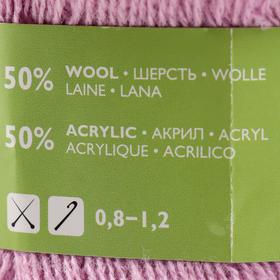 50% WOOL • ШЕРСТЬ • WOLLE
LAINE • LANA
50% ACRYLIC • АКРИЛ • ACRYL
ACRYLIQUE • ACRILICO
0,8–1,2